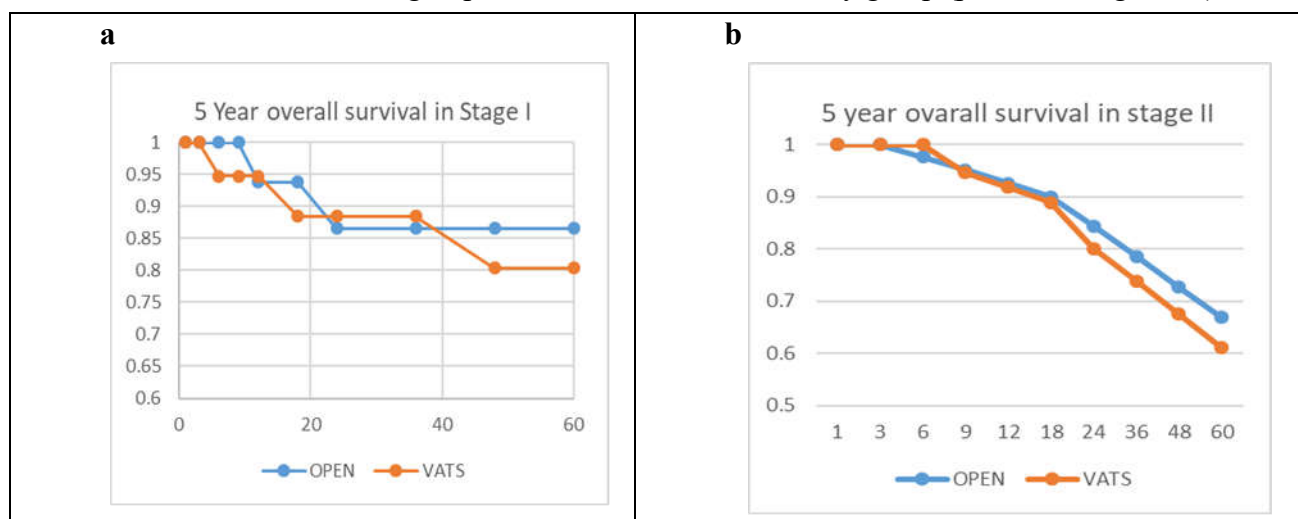 a
5 Year overall survival in Stage I
1
0.95
0.9
0.85
0.8
0.75
0.7
0.65
0.6
0 20 40 60
OPEN VATS
b
5 year ovarall survival in stage II
1
0.9
0.8
0.7
0.6
0.5
1 3 6 9 12 18 24 36 48 60
OPEN VATS